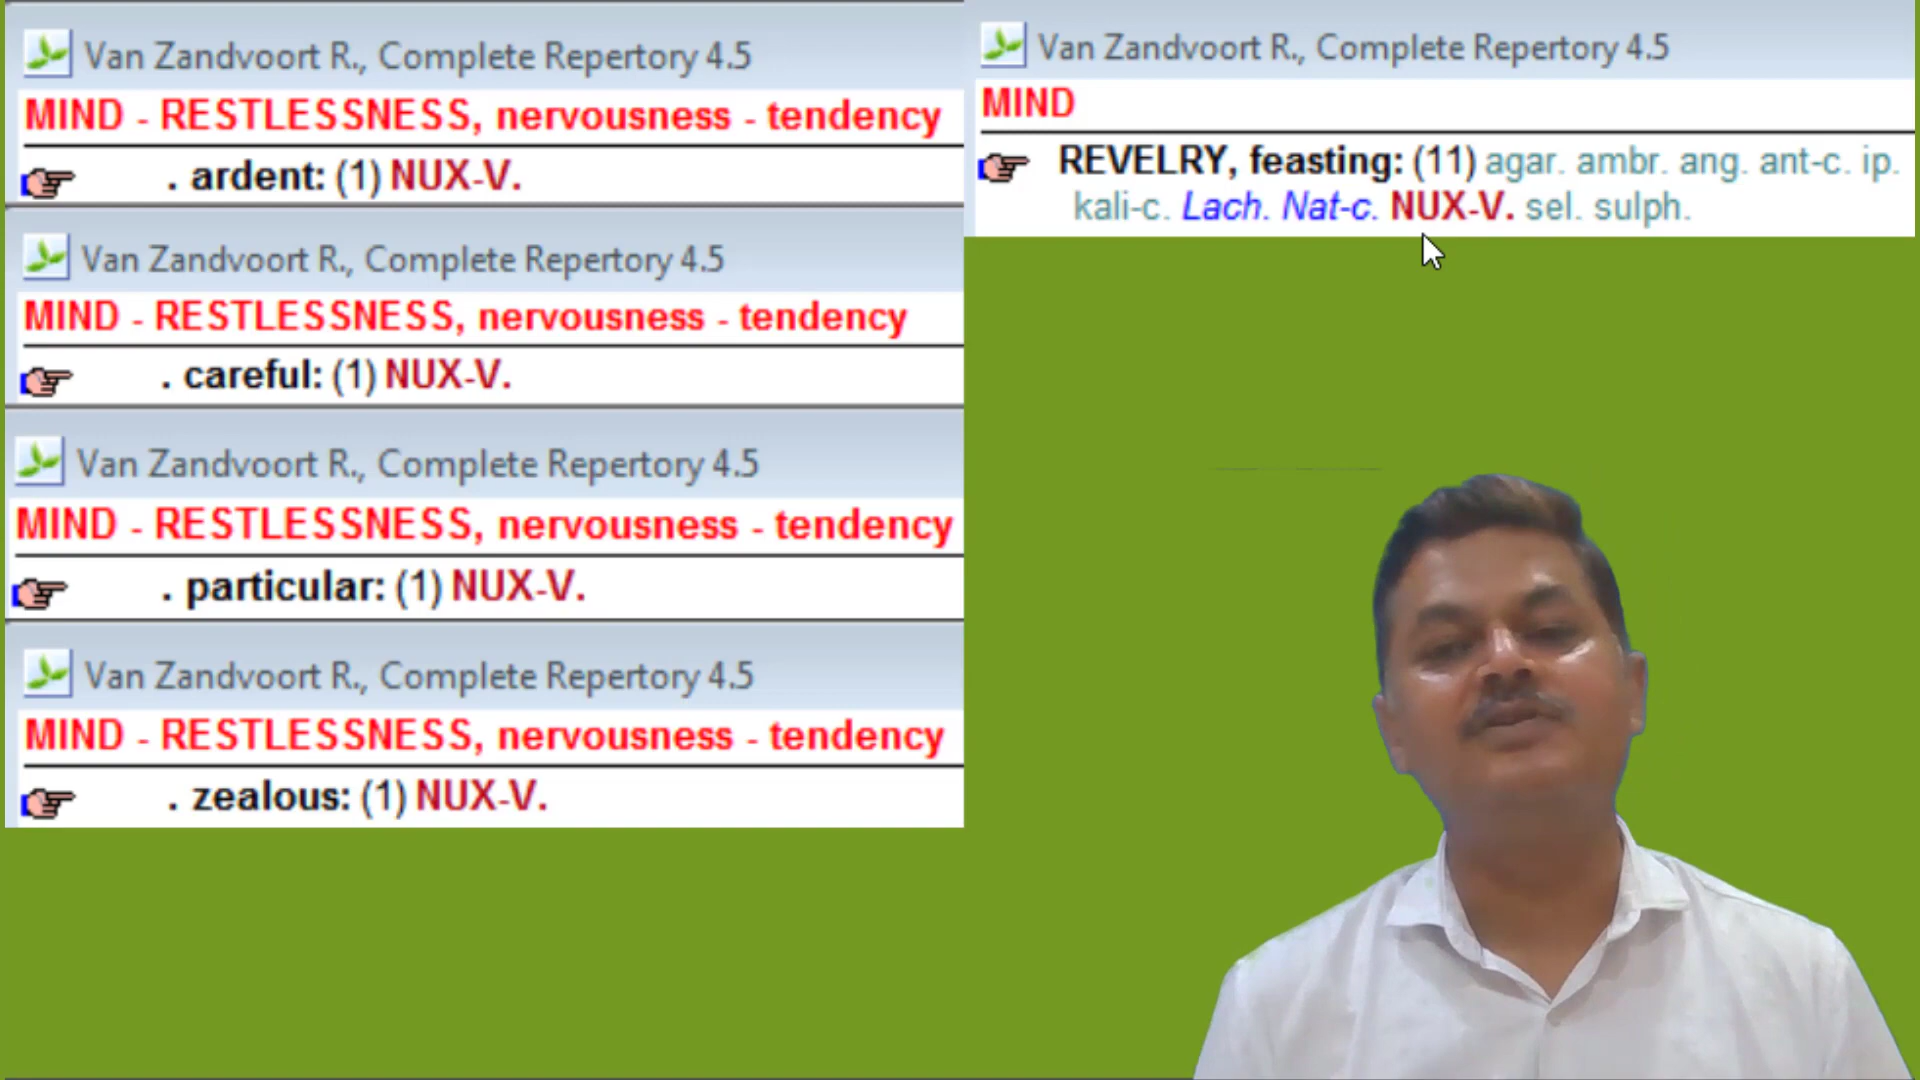 Van Zandvoort R., Complete Repertory 4.5
MIND - RESTLESSNESS, nervousness - tendency
. ardent: (1) NUX-V.
Van Zandvoort R., Complete Repertory 4.5
MIND - RESTLESSNESS, nervousness - tendency
. careful: (1) NUX-V.
Van Zandvoort R., Complete Repertory 4.5
MIND - RESTLESSNESS, nervousness - tendency
. particular: (1) NUX-V.
Van Zandvoort R., Complete Repertory 4.5
MIND - RESTLESSNESS, nervousness - tendency
. zealous: (1) NUX-V.
Van Zandvoort R., Complete Repertory 4.5
MIND
REVELRY, feasting: (11) agar. ambr. ang. ant-c. ip.
kali-c. Lach. Nat-c. NUX-V. sel. sulph.